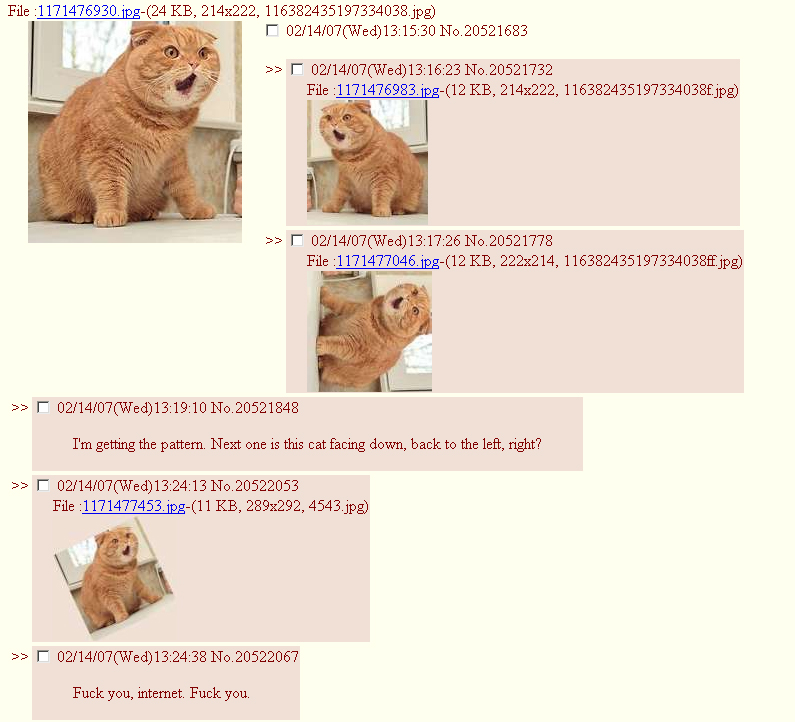 File :1171476930.jpg-(24 KB, 214x222, 116382435197334038.jpg)
02/14/07(Wed)13:15:30 No.20521683
>> 02/14/07(Wed)13:16:23 No.20521732
File :1171476983.jpg-(12 KB, 214x222, 116382435197334038f.jpg)
>> 02/14/07(Wed)13:17:26 No.20521778
File :1171477046.jpg-(12 KB, 222x214, 116382435197334038ff.jpg)
>> 02/14/07(Wed)13:19:10 No.20521848
I'm getting the pattern. Next one is this cat facing down, back to the left, right?
>> 02/14/07(Wed)13:24:13 No.20522053
File :1171477453.jpg-(11 KB, 289x292, 4543.jpg)
>> 02/14/07(Wed)13:24:38 No.20522067
Fuck you, internet. Fuck you.